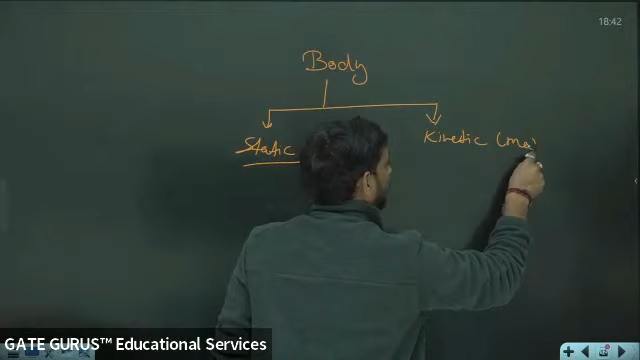 18:42
Body
Static
Kinetic
GATE GURUS™ Educational Services